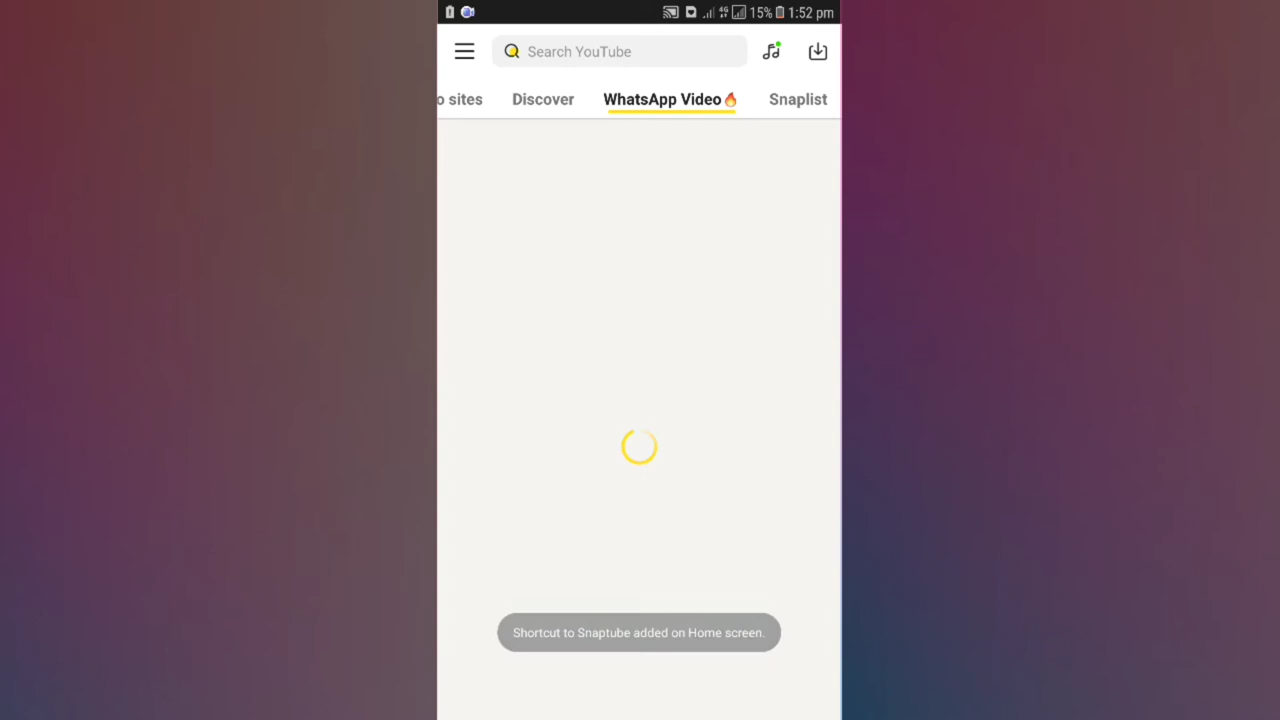 15% 1:52 pm
Search YouTube
o sites Discover WhatsApp Video🔥 Snaplist
Shortcut to Snaptube added on Home screen.